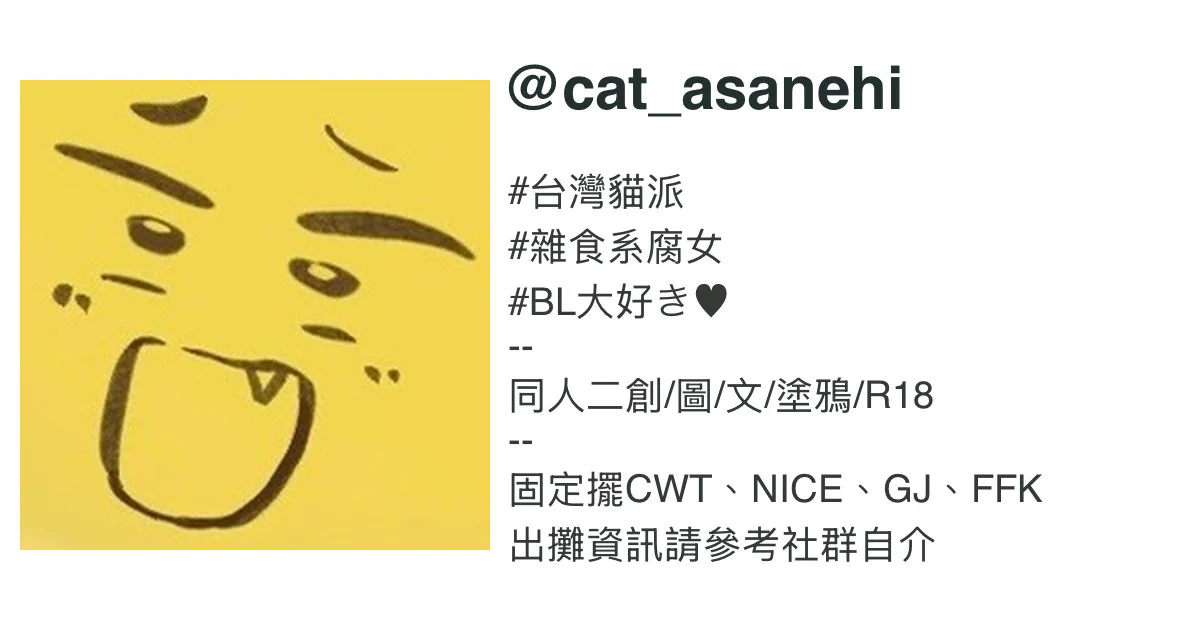 @cat_asanehi
#台灣貓派
#雜食系腐女
#BL大好き♥
--
同人二創/圖/文/塗鴉/R18
--
固定擺CWT、NICE、GJ、FFK
出攤資訊請參考社群自介